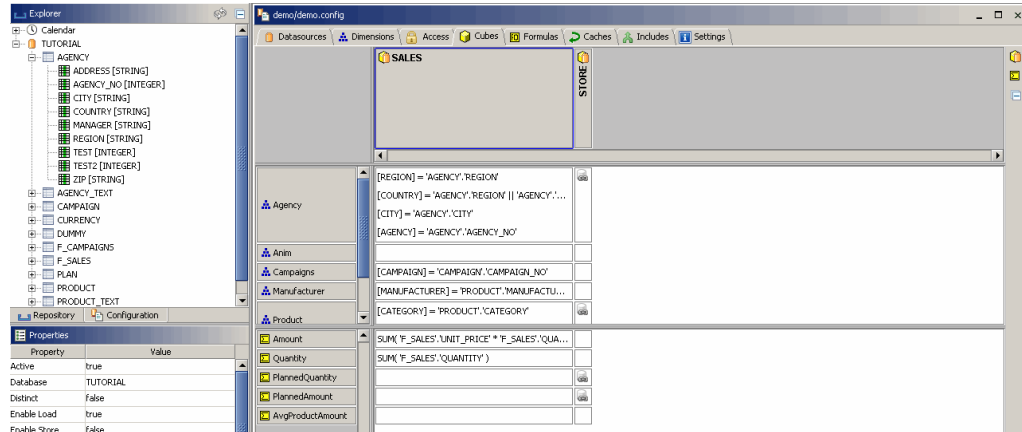 Explorer
Calendar
TUTORIAL
AGENCY
ADDRESS [STRING]
AGENCY_NO [INTEGER]
CITY [STRING]
COUNTRY [STRING]
MANAGER [STRING]
REGION [STRING]
TEST [INTEGER]
TEST2 [INTEGER]
ZIP [STRING]
AGENCY_TEXT
CAMPAIGN
CURRENCY
DUMMY
F_CAMPAIGNS
F_SALES
PLAN
PRODUCT
PRODUCT_TEXT
Repository Configuration
Properties
Property Value
Active true
Database TUTORIAL
Distinct false
Enable Load true
Enable Store false
demo/demo.config
Datasources Dimensions Access Cubes Formulas Caches Includes Settings
SALES
STORE
Agency
[REGION] = 'AGENCY'.'REGION'
[COUNTRY] = 'AGENCY'.'REGION' || 'AGENCY'.'...
[CITY] = 'AGENCY'.'CITY'
[AGENCY] = 'AGENCY'.'AGENCY_NO'
Anim
Campaigns [CAMPAIGN] = 'CAMPAIGN'.'CAMPAIGN_NO'
Manufacturer [MANUFACTURER] = 'PRODUCT'.'MANUFACTU...
Product [CATEGORY] = 'PRODUCT'.'CATEGORY'
Amount SUM( 'F_SALES'.'UNIT_PRICE' * 'F_SALES'.'QUA...
Quantity SUM( 'F_SALES'.'QUANTITY' )
PlannedQuantity
PlannedAmount
AvgProductAmount